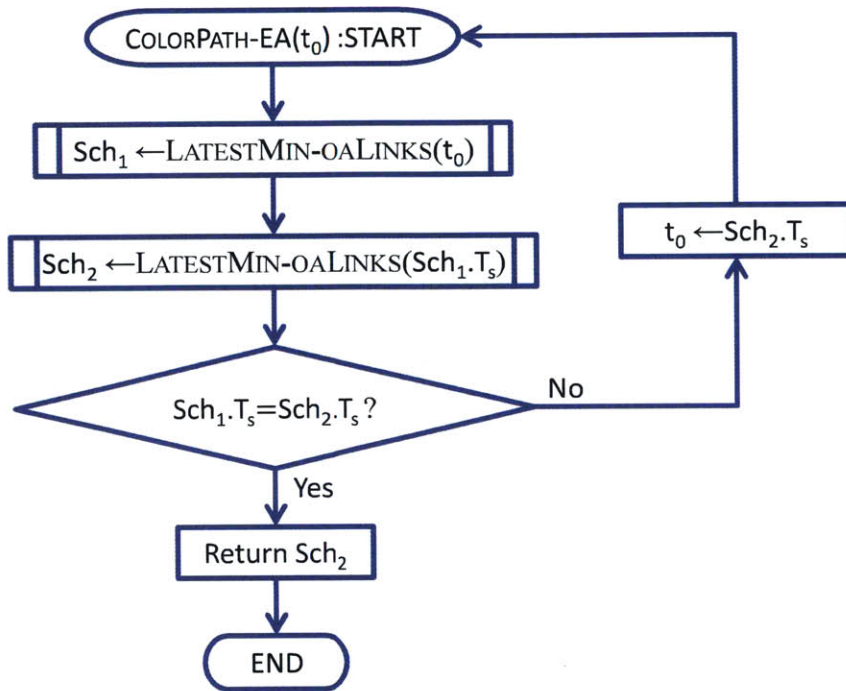 COLORPATH-EA(t₀) :START
Sch₁ ←LATESTMIN-OALINKS(t₀)
t₀ ←Sch₂.Tₛ
Sch₂ ←LATESTMIN-OALINKS(Sch₁.Tₛ)
Sch₁.Tₛ=Sch₂.Tₛ?
No
Yes
Return Sch₂
END